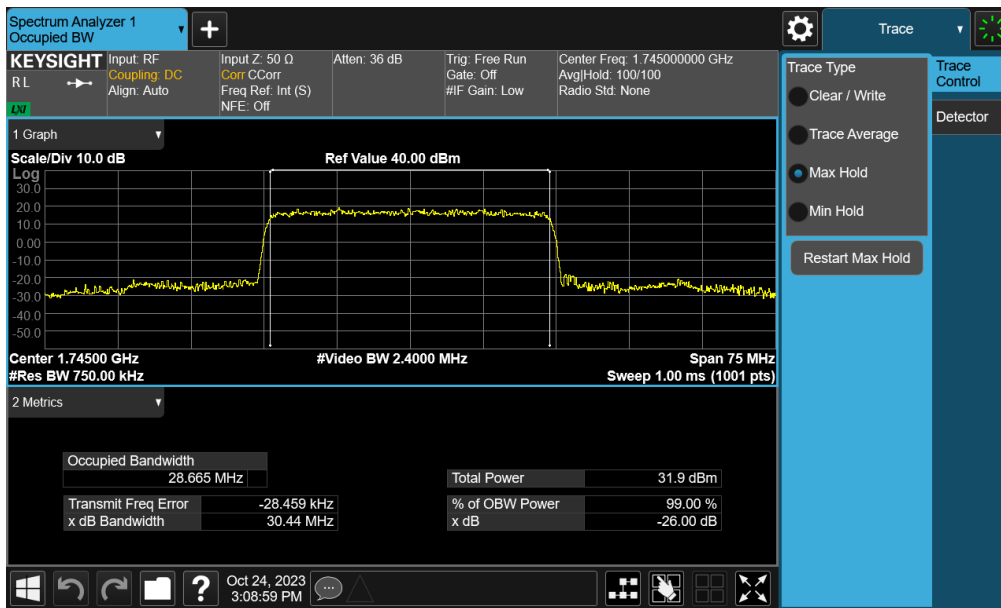 Spectrum Analyzer 1
Occupied BW
+
Trace
KEYSIGHT
R L
LXI
Input: RF
Coupling: DC
Align: Auto
Input Z: 50 Ω
Corr CCorr
Freq Ref: Int (S)
NFE: Off
Atten: 36 dB
Trig: Free Run
Gate: Off
#IF Gain: Low
Center Freq: 1.745000000 GHz
Avg|Hold: 100/100
Radio Std: None
Trace Type
Clear / Write
Trace Average
Max Hold
Min Hold
Restart Max Hold
Trace
Control
Detector
1 Graph
Scale/Div 10.0 dB
Ref Value 40.00 dBm
Log
30.0
20.0
10.0
0.00
-10.0
-20.0
-30.0
-40.0
-50.0
Center 1.74500 GHz
#Video BW 2.4000 MHz
Span 75 MHz
#Res BW 750.00 kHz
Sweep 1.00 ms (1001 pts)
2 Metrics
Occupied Bandwidth
28.665 MHz
Total Power 31.9 dBm
Transmit Freq Error -28.459 kHz
% of OBW Power 99.00 %
x dB Bandwidth 30.44 MHz
x dB -26.00 dB
?
Oct 24, 2023
3:08:59 PM